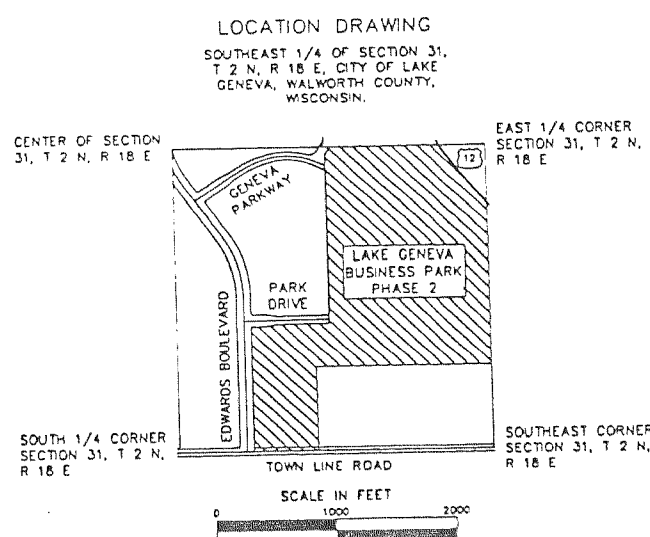 LOCATION DRAWING
SOUTHEAST 1/4 OF SECTION 31,
T 2 N, R 18 E, CITY OF LAKE
GENEVA, WALWORTH COUNTY,
WISCONSIN.
CENTER OF SECTION
31, T 2 N, R 18 E
EAST 1/4 CORNER
SECTION 31, T 2 N,
R 18 E
12
GENEVA
PARKWAY
LAKE GENEVA
BUSINESS PARK
PHASE 2
PARK
DRIVE
EDWARDS BOULEVARD
SOUTH 1/4 CORNER
SECTION 31, T 2 N,
R 18 E
SOUTHEAST CORNER
SECTION 31, T 2 N,
R 18 E
TOWN LINE ROAD
SCALE IN FEET
0 1000 2000